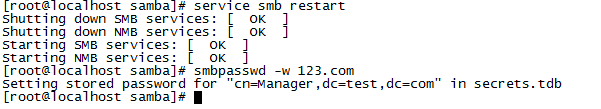 [root@localhost samba]# service smb restart
Shutting down SMB services: [  OK  ]
Shutting down NMB services: [  OK  ]
Starting SMB services: [  OK  ]
Starting NMB services: [  OK  ]
[root@localhost samba]# smbpasswd -w 123.com
Setting stored password for "cn=Manager,dc=test,dc=com" in secrets.tdb
[root@localhost samba]#